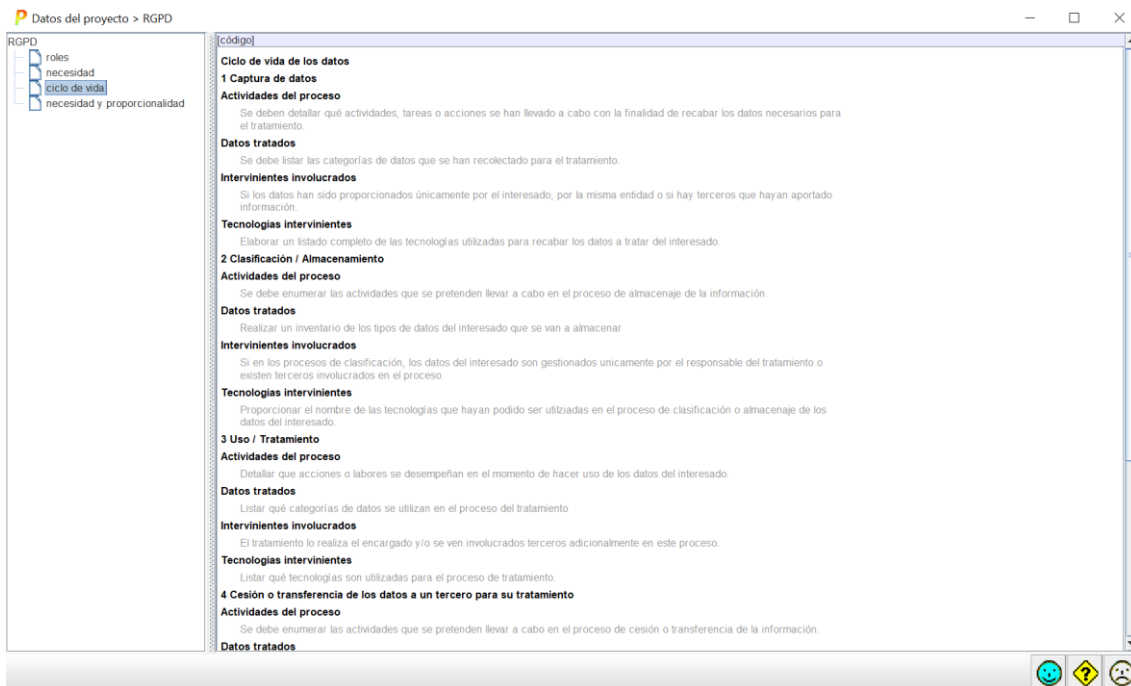 Datos del proyecto > RGPD
RGPD
roles
necesidad
ciclo de vida
necesidad y proporcionalidad
[código]
Ciclo de vida de los datos
1 Captura de datos
Actividades del proceso
Se deben detallar qué actividades, tareas o acciones se han llevado a cabo con la finalidad de recabar los datos necesarios para
el tratamiento.
Datos tratados
Se debe listar las categorías de datos que se han recolectado para el tratamiento.
Intervinientes involucrados
Si los datos han sido proporcionados únicamente por el interesado, por la misma entidad o si hay terceros que hayan aportado
información.
Tecnologías intervinientes
Elaborar un listado completo de las tecnologías utilizadas para recabar los datos a tratar del interesado.
2 Clasificación / Almacenamiento
Actividades del proceso
Se debe enumerar las actividades que se pretenden llevar a cabo en el proceso de almacenaje de la información.
Datos tratados
Realizar un inventario de los tipos de datos del interesado que se van a almacenar
Intervinientes involucrados
Si en los procesos de clasificación, los datos del interesado son gestionados unicamente por el responsable del tratamiento o
existen terceros involucrados en el proceso.
Tecnologías intervinientes
Proporcionar el nombre de las tecnologías que hayan podido ser utilziadas en el proceso de clasificación o almacenaje de los
datos del interesado.
3 Uso / Tratamiento
Actividades del proceso
Detallar que acciones o labores se desempeñan en el momento de hacer uso de los datos del interesado.
Datos tratados
Listar qué categorías de datos se utilizan en el proceso del tratamiento
Intervinientes involucrados
El tratamiento lo realiza el encargado y/o se ven involucrados terceros adicionalmente en este proceso.
Tecnologías intervinientes
Listar qué tecnologías son utilizadas para el proceso de tratamiento.
4 Cesión o transferencia de los datos a un tercero para su tratamiento
Actividades del proceso
Se debe enumerar las actividades que se pretenden llevar a cabo en el proceso de cesión o transferencia de la información.
Datos tratados